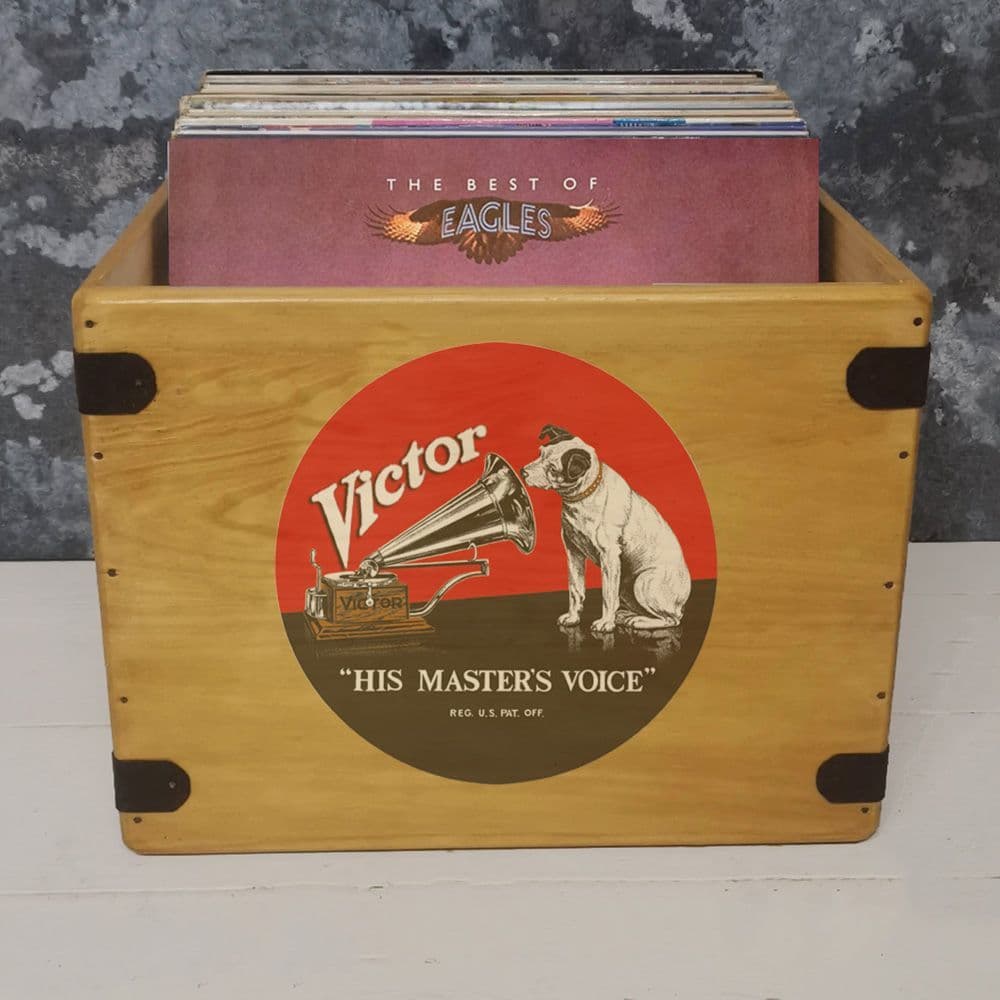 THE BEST OF
EAGLES
Victor
VICTOR
“HIS MASTER'S VOICE”
REG. U.S. PAT. OFF.